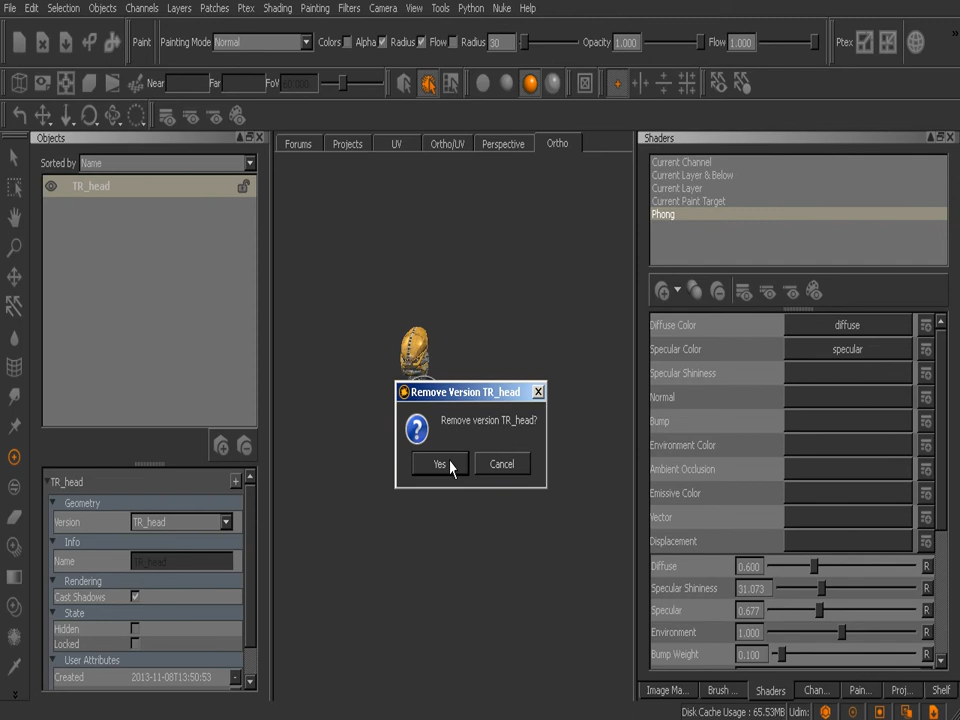 File Edit Selection Objects Channels Layers Patches Ptex Shading Painting Filters Camera View Tools Python Nuke Help
Paint Painting Mode Normal Colors Alpha Radius Flow Radius 30 Opacity 1.000 Flow 1.000 Ptex
Near Far FoV
Objects
Sorted by Name
TR_head
Forums Projects UV Ortho/UV Perspective Ortho
Shaders
Current Channel
Current Layer & Below
Current Layer
Current Paint Target
Phong
Remove Version TR_head
Remove version TR_head?
Yes Cancel
TR_head
Geometry
Version TR_head
Info
Name TR_head
Rendering
Cast Shadows
State
Hidden
Locked
User Attributes
Created 2013-11-08T13:50:53
Diffuse Color diffuse
Specular Color specular
Specular Shininess
Normal
Bump
Environment Color
Ambient Occlusion
Emissive Color
Vector
Displacement
Diffuse 0.600 R
Specular Shininess 31.073 R
Specular 0.677 R
Environment 1.000 R
Bump Weight 0.100 R
Image Ma... Brush ... Shaders Chan... Pain... Proj... Shelf
Disk Cache Usage : 65.53MB Udim: